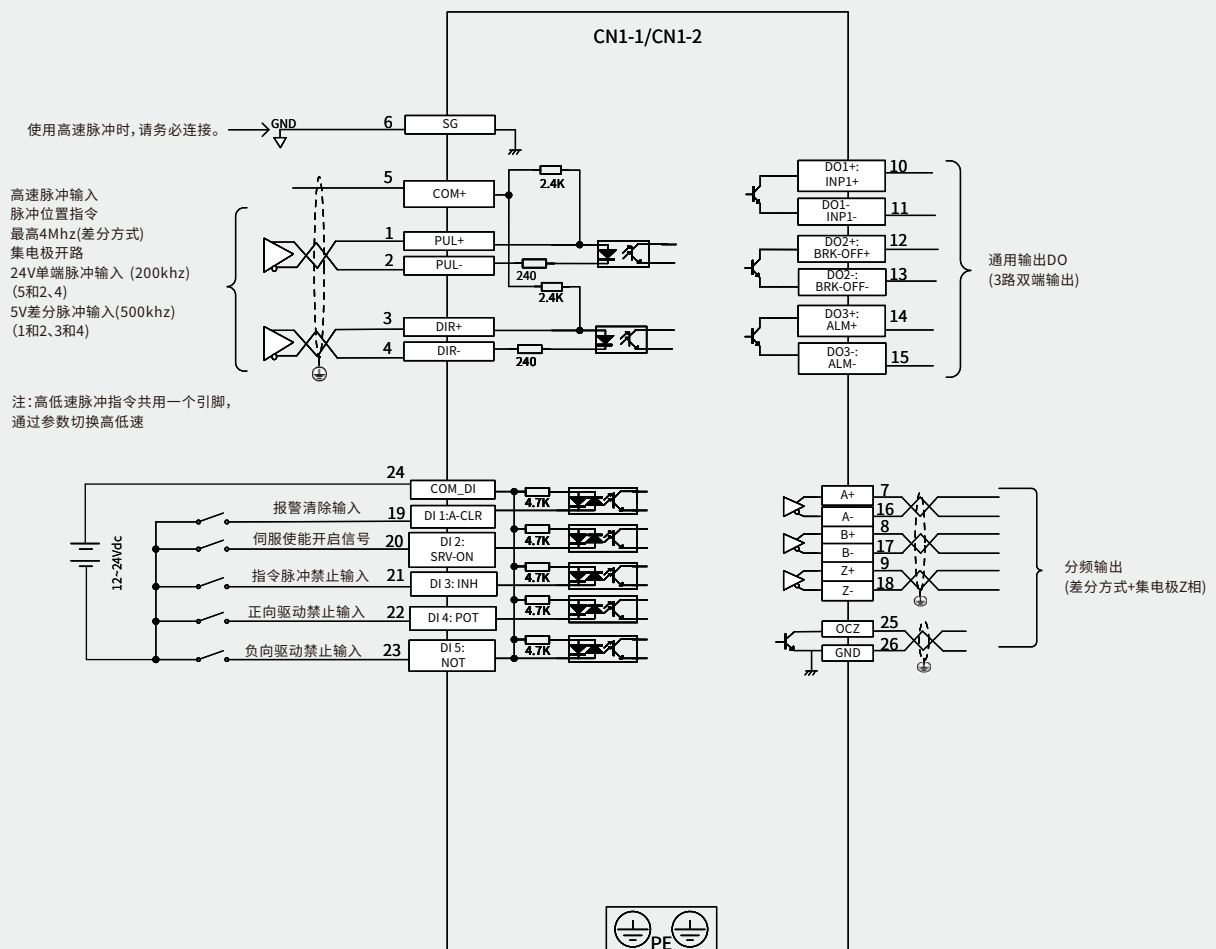 CN1-1/CN1-2
使用高速脉冲时，请务必连接。
GND
6
SG
5
COM+
2.4K
高速脉冲输入
脉冲位置指令
最高4Mhz(差分方式)
集电极开路
24V单端脉冲输入 (200khz)
(5和2、4)
5V差分脉冲输入(500khz)
(1和2、3和4)
1
PUL+
2
PUL-
240
2.4K
3
DIR+
4
DIR-
240
注：高低速脉冲指令共用一个引脚，
通过参数切换高低速
DO1+:
INP1+
10
DO1-
INP1-
11
DO2+:
BRK-OFF+
12
DO2-:
BRK-OFF-
13
DO3+:
ALM+
14
DO3-:
ALM-
15
通用输出DO
(3路双端输出)
24
COM_DI
4.7K
报警清除输入
19
DI 1:A-CLR
伺服使能开启信号
20
DI 2:
SRV-ON
4.7K
指令脉冲禁止输入
21
DI 3: INH
4.7K
正向驱动禁止输入
22
DI 4: POT
4.7K
负向驱动禁止输入
23
DI 5:
NOT
4.7K
12~24Vdc
A+
7
A-
16
B+
8
B-
17
Z+
9
Z-
18
OCZ
25
GND
26
分频输出
(差分方式+集电极Z相)
PE